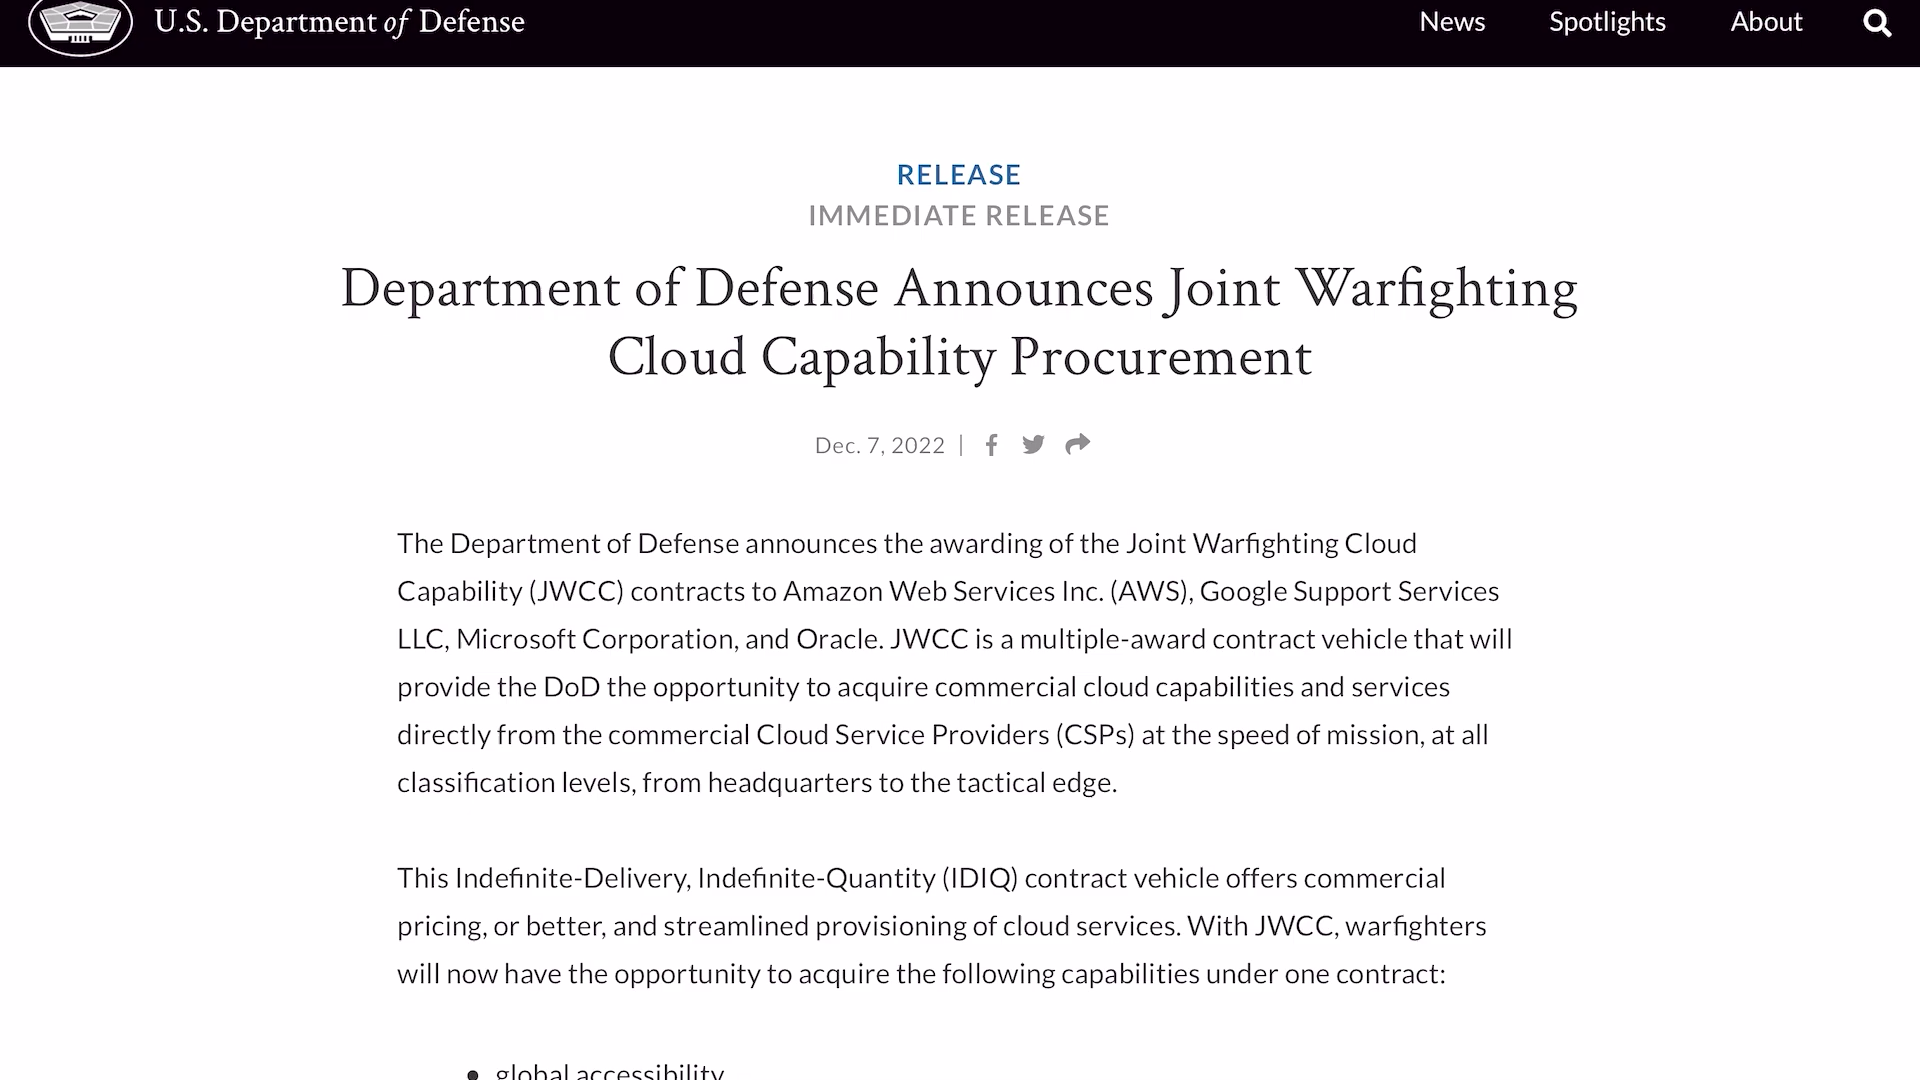 U.S. Department of Defense
News
Spotlights
About
RELEASE
IMMEDIATE RELEASE
Department of Defense Announces Joint Warfighting
Cloud Capability Procurement
Dec. 7, 2022 |
The Department of Defense announces the awarding of the Joint Warfighting Cloud
Capability (JWCC) contracts to Amazon Web Services Inc. (AWS), Google Support Services
LLC, Microsoft Corporation, and Oracle. JWCC is a multiple-award contract vehicle that will
provide the DoD the opportunity to acquire commercial cloud capabilities and services
directly from the commercial Cloud Service Providers (CSPs) at the speed of mission, at all
classification levels, from headquarters to the tactical edge.
This Indefinite-Delivery, Indefinite-Quantity (IDIQ) contract vehicle offers commercial
pricing, or better, and streamlined provisioning of cloud services. With JWCC, warfighters
will now have the opportunity to acquire the following capabilities under one contract:
• global accessibility